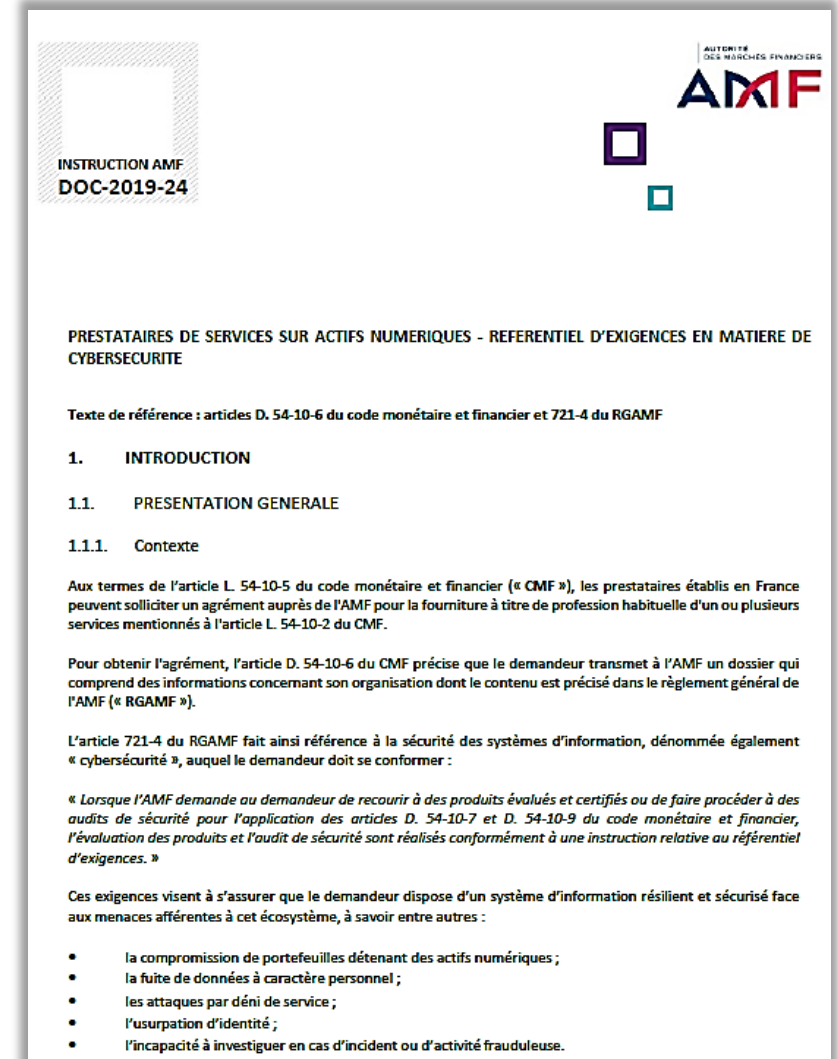 AUTORITÉ
DES MARCHÉS FINANCIERS
AMF
INSTRUCTION AMF
DOC-2019-24
PRESTATAIRES DE SERVICES SUR ACTIFS NUMERIQUES - REFERENTIEL D'EXIGENCES EN MATIERE DE
CYBERSECURITE
Texte de référence : articles D. 54-10-6 du code monétaire et financier et 721-4 du RGAMF
1. INTRODUCTION
1.1. PRESENTATION GENERALE
1.1.1. Contexte
Aux termes de l'article L. 54-10-5 du code monétaire et financier (« CMF »), les prestataires établis en France
peuvent solliciter un agrément auprès de l'AMF pour la fourniture à titre de profession habituelle d'un ou plusieurs
services mentionnés à l'article L. 54-10-2 du CMF.
Pour obtenir l'agrément, l'article D. 54-10-6 du CMF précise que le demandeur transmet à l'AMF un dossier qui
comprend des informations concernant son organisation dont le contenu est précisé dans le règlement général de
l'AMF (« RGAMF »).
L'article 721-4 du RGAMF fait ainsi référence à la sécurité des systèmes d'information, dénommée également
« cybersécurité », auquel le demandeur doit se conformer :
« Lorsque l'AMF demande au demandeur de recourir à des produits évalués et certifiés ou de faire procéder à des
audits de sécurité pour l'application des articles D. 54-10-7 et D. 54-10-9 du code monétaire et financier,
l'évaluation des produits et l'audit de sécurité sont réalisés conformément à une instruction relative au référentiel
d'exigences. »
Ces exigences visent à s'assurer que le demandeur dispose d'un système d'information résilient et sécurisé face
aux menaces afférentes à cet écosystème, à savoir entre autres :
• la compromission de portefeuilles détenant des actifs numériques ;
• la fuite de données à caractère personnel ;
• les attaques par déni de service ;
• l'usurpation d'identité ;
• l'incapacité à investiguer en cas d'incident ou d'activité frauduleuse.